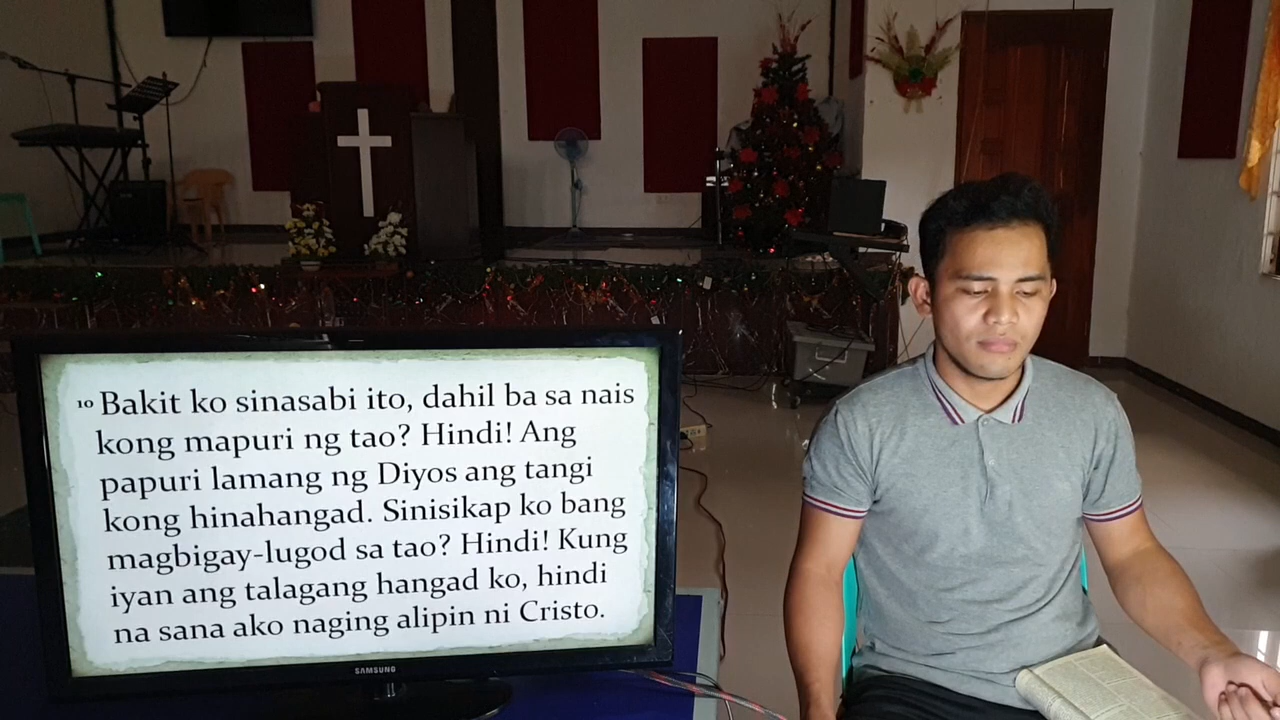 10 Bakit ko sinasabi ito, dahil ba sa nais
kong mapuri ng tao? Hindi! Ang
papuri lamang ng Diyos ang tangi
kong hinahangad. Sinisikap ko bang
magbigay-lugod sa tao? Hindi! Kung
iyan ang talagang hangad ko, hindi
na sana ako naging alipin ni Cristo.
SAMSUNG